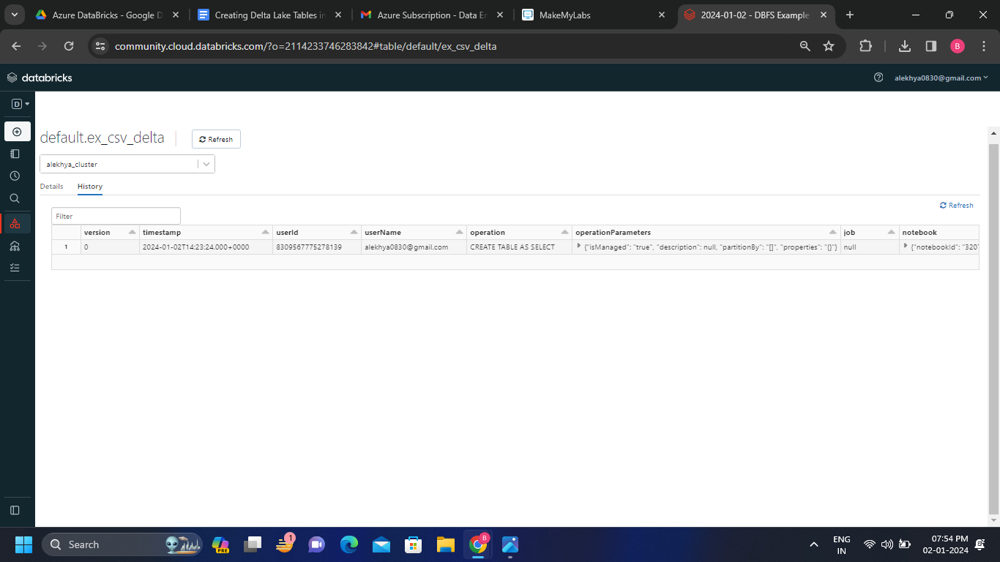 Azure DataBricks - Google D
Creating Delta Lake Tables in
Azure Subscription - Data En
MakeMyLabs
2024-01-02 - DBFS Example
community.cloud.databricks.com/?o=2114233746283842#table/default/ex_csv_delta
B
databricks
alekhya0830@gmail.com
D
default.ex_csv_delta
Refresh
alekhya_cluster
Details History
Refresh
Filter
version timestamp userId userName operation operationParameters job notebook
1 0 2024-01-02T14:23:24.000+0000 8309567775278139 alekhya0830@gmail.com CREATE TABLE AS SELECT {"isManaged": "true", "description": null, "partitionBy": "[]", "properties": "{}"} null {"notebookId": "320
Search
PRE
1
B
ENG
IN
07:54 PM
02-01-2024